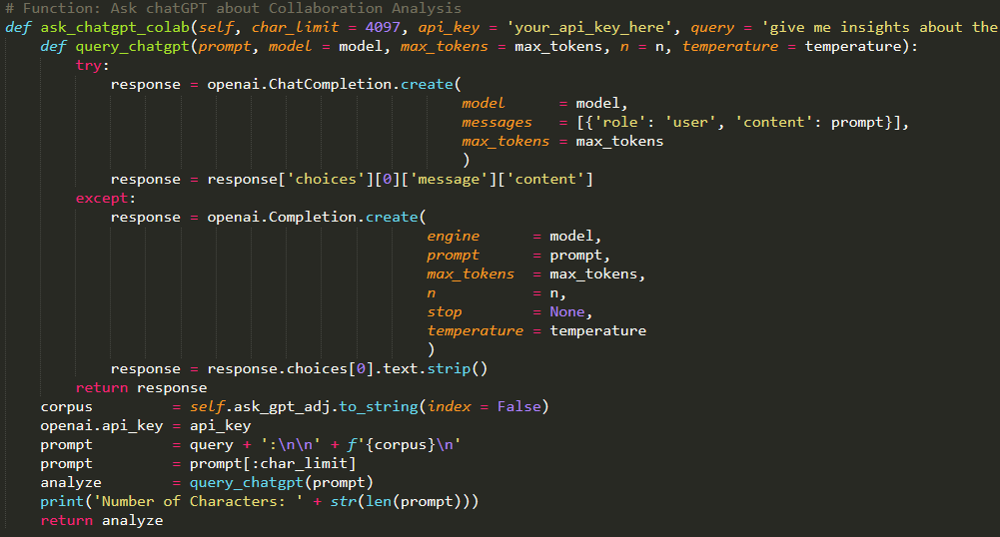 # Function: Ask chatGPT about Collaboration Analysis
def ask_chatgpt_colab(self, char_limit = 4097, api_key = 'your_api_key_here', query = 'give me insights about the
    def query_chatgpt(prompt, model = model, max_tokens = max_tokens, n = n, temperature = temperature):
        try:
            response = openai.ChatCompletion.create(
                                                    model      = model,
                                                    messages   = [{'role': 'user', 'content': prompt}],
                                                    max_tokens = max_tokens
                                                    )
            response = response['choices'][0]['message']['content']
        except:
            response = openai.Completion.create(
                                                engine      = model,
                                                prompt      = prompt,
                                                max_tokens  = max_tokens,
                                                n           = n,
                                                stop        = None,
                                                temperature = temperature
                                                )
            response = response.choices[0].text.strip()
        return response
    corpus         = self.ask_gpt_adj.to_string(index = False)
    openai.api_key = api_key
    prompt         = query + ':\n\n' + f'{corpus}\n'
    prompt         = prompt[:char_limit]
    analyze        = query_chatgpt(prompt)
    print('Number of Characters: ' + str(len(prompt)))
    return analyze